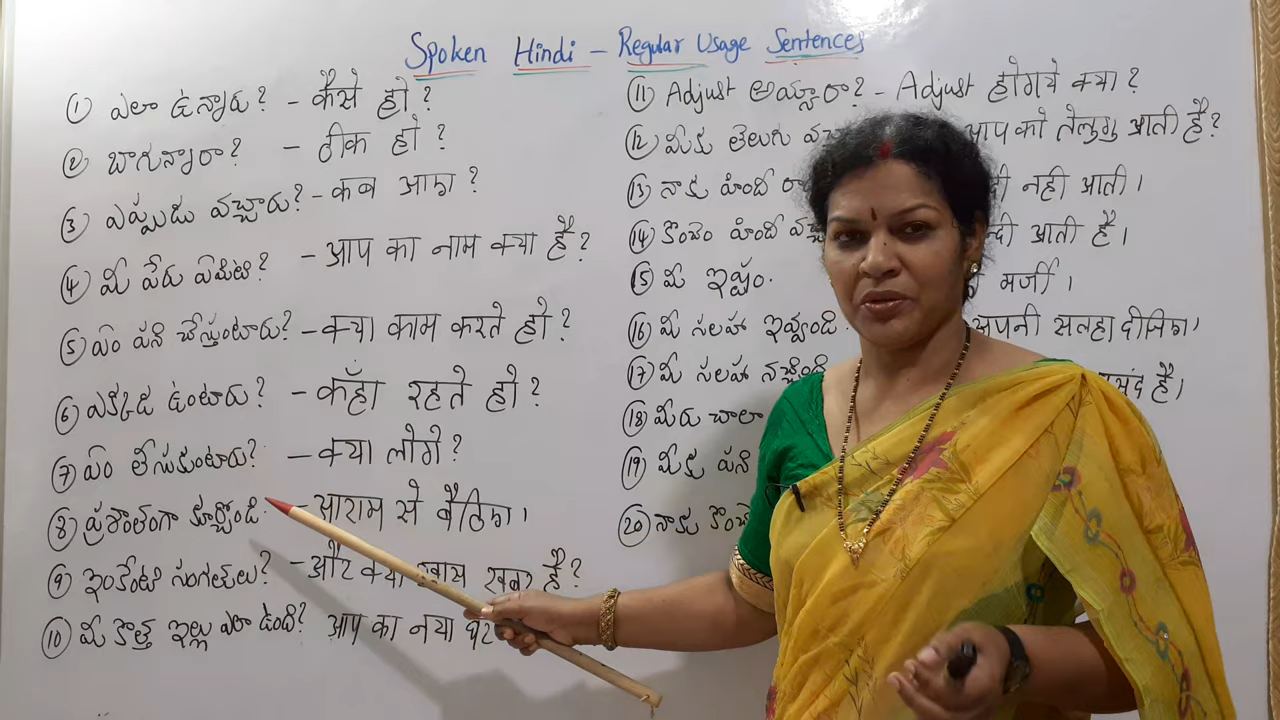 Spoken Hindi - Regular Usage Sentences
① ఎలా ఉన్నారు? - कैसे हो?
② బాగున్నారా? - ठीक हो?
③ ఎప్పుడు వచ్చారు? - कब आए?
④ మీ పేరు ఏమిటి? - आप का नाम क्या है?
⑤ ఏం పని చేస్తుంటారు? - क्या काम करते हो?
⑥ ఎక్కడ ఉంటారు? - कहाँ रहते हो?
⑦ ఏం తీసుకుంటారు? - क्या लोगे?
⑧ ప్రశాంతంగా కూర్చోండి. - आराम से बैठिए।
⑨ ఇంకేంటి సంగతులు? - और क्या खास खबर है?
⑩ మీ కొత్త ఇల్లు ఎలా ఉంది? आप का नया घर
⑪ Adjust అయ్యారా? - Adjust होगये क्या?
⑫ మీకు తెలుగు आप को तेलुगु आती है?
⑬ నాకు హిందీ नही आती।
⑭ కొంచెం హిందీ आती है।
⑮ మీ ఇష్టం. मर्जी।
⑯ మీ సలహా ఇవ్వండి. अपनी सलहा दीजिए।
⑰ మీ సలహా నచ్చింది है।
⑱ మీరు చాలా
⑲ మీకు పని
⑳ నాకు